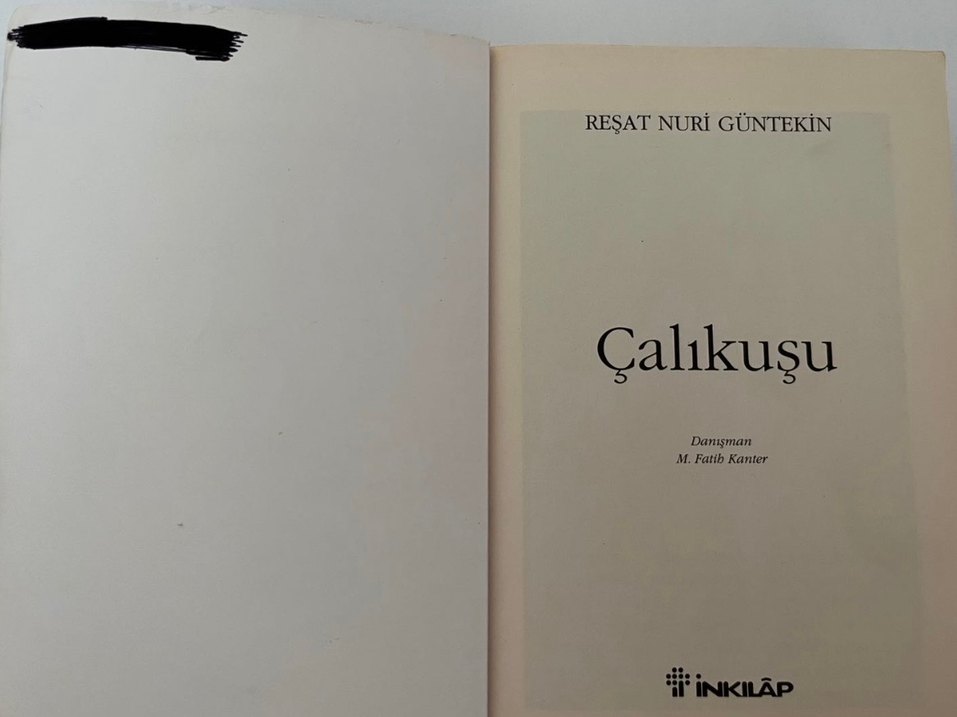 REŞAT NURİ GÜNTEKİN
Çalıkuşu
Danışman
M. Fatih Kanter
İNKILÂP